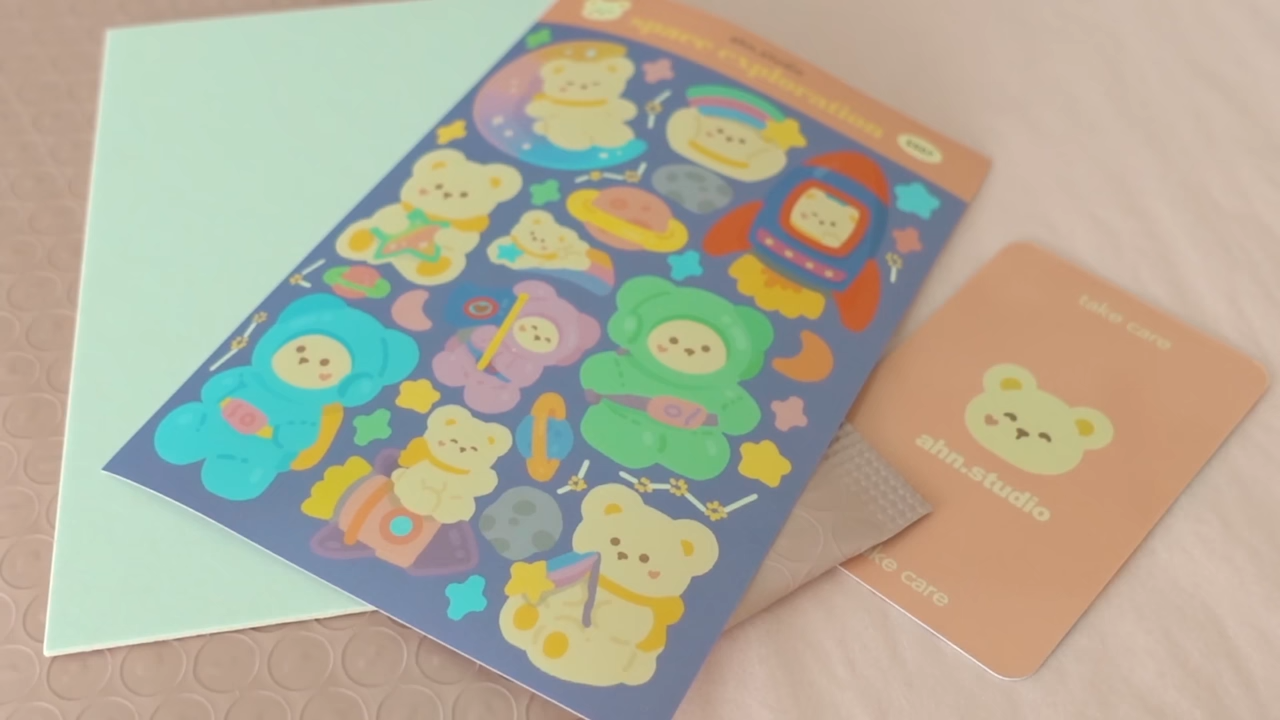 space exploration
take care
ahn.studio
ke care